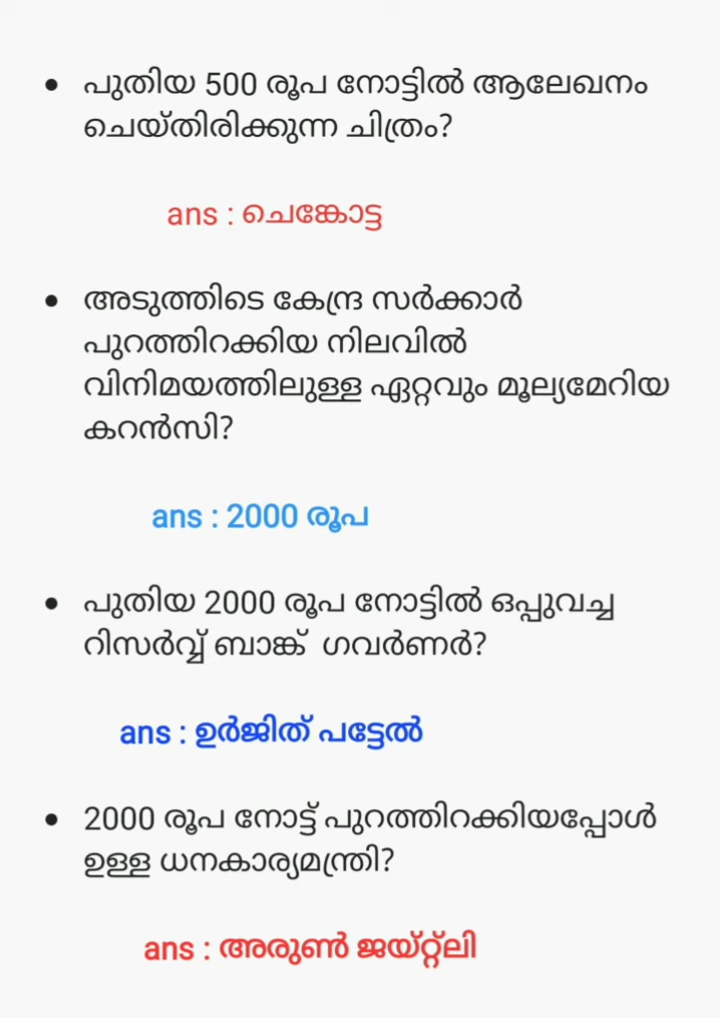 • പുതിയ 500 രൂപ നോട്ടിൽ ആലേഖനം
ചെയ്തിരിക്കുന്ന ചിത്രം?
ans : ചെങ്കോട്ട
• അടുത്തിടെ കേന്ദ്ര സർക്കാർ
പുറത്തിറക്കിയ നിലവിൽ
വിനിമയത്തിലുള്ള ഏറ്റവും മൂല്യമേറിയ
കറൻസി?
ans : 2000 രൂപ
• പുതിയ 2000 രൂപ നോട്ടിൽ ഒപ്പുവച്ച
റിസർവ്വ് ബാങ്ക് ഗവർണർ?
ans : ഉർജിത് പട്ടേൽ
• 2000 രൂപ നോട്ട് പുറത്തിറക്കിയപ്പോൾ
ഉള്ള ധനകാര്യമന്ത്രി?
ans : അരുൺ ജയ്റ്റ്ലി